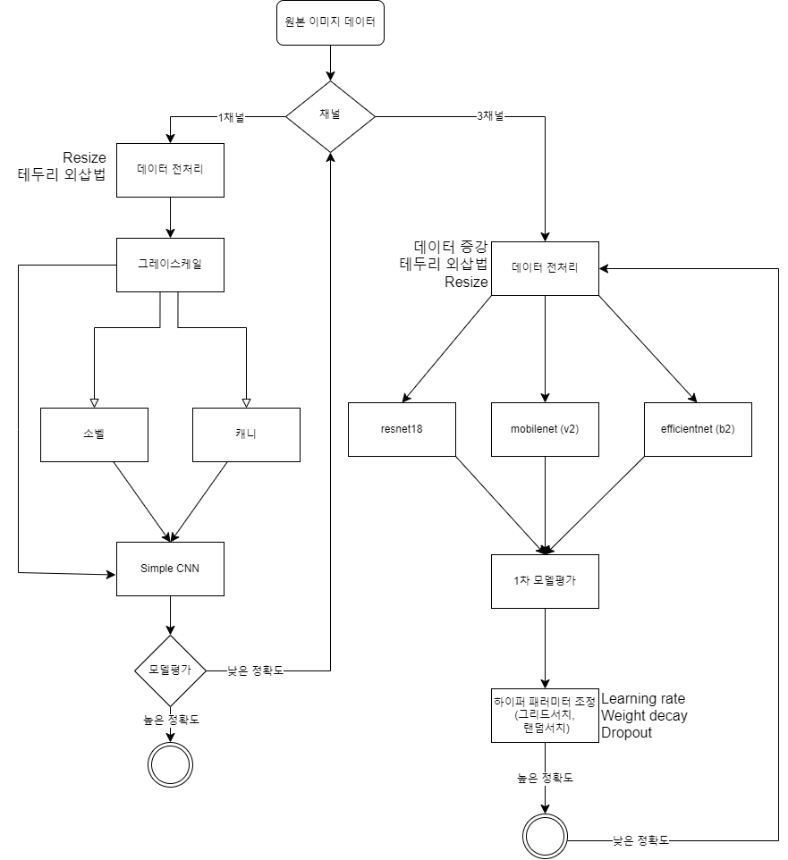 원본 이미지 데이터
채널
1채널
3채널
Resize
테두리 외삽법
데이터 전처리
그레이스케일
소벨
캐니
Simple CNN
모델평가
낮은 정확도
높은 정확도
데이터 증강
테두리 외삽법
Resize
데이터 전처리
resnet18
mobilenet (v2)
efficientnet (b2)
1차 모델평가
하이퍼 패러미터 조정
(그리드서치,
랜덤서치)
Learning rate
Weight decay
Dropout
높은 정확도
낮은 정확도